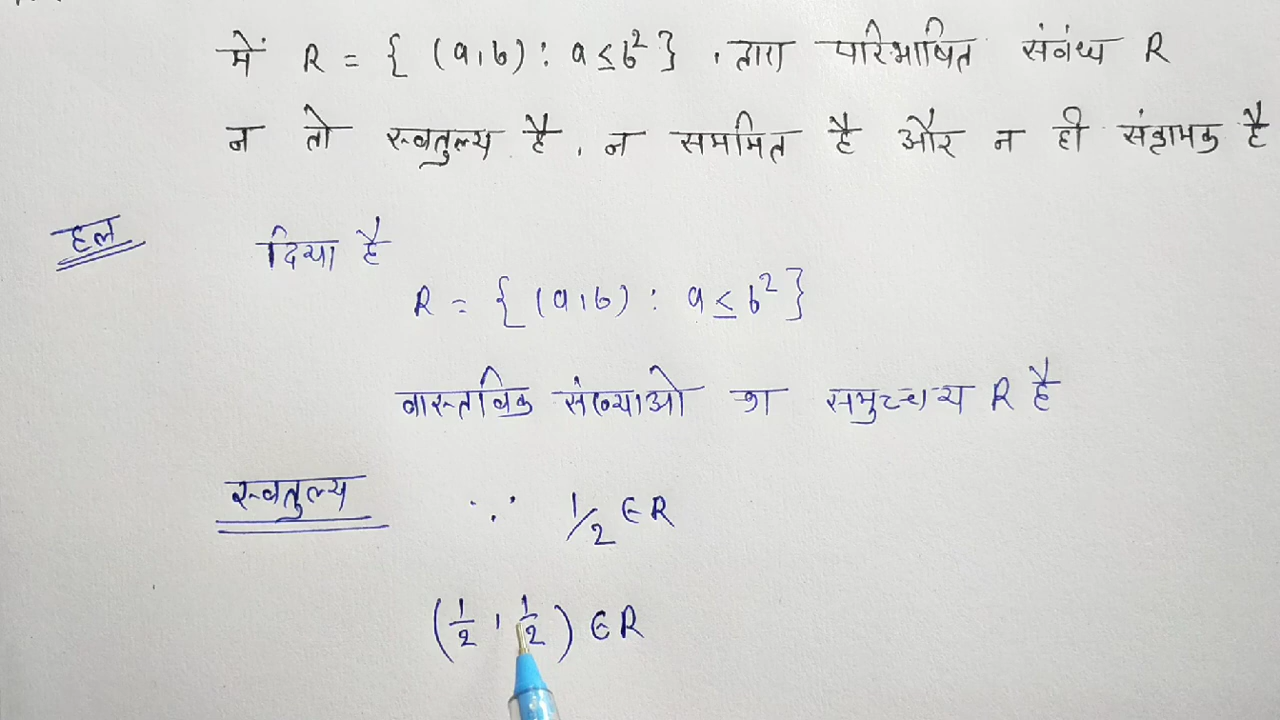 में R = { (a, b) : a ≤ b² } , द्वारा परिभाषित संबंध R
न तो स्वतुल्य है , न सममित है और न ही संक्रामक है
हल दिया है
R = { (a, b) : a ≤ b² }
वास्तविक संख्याओ का समुच्चय R है
स्वतुल्य ∵ 1/2 ∈ R
(1/2 , 1/2) ∈ R